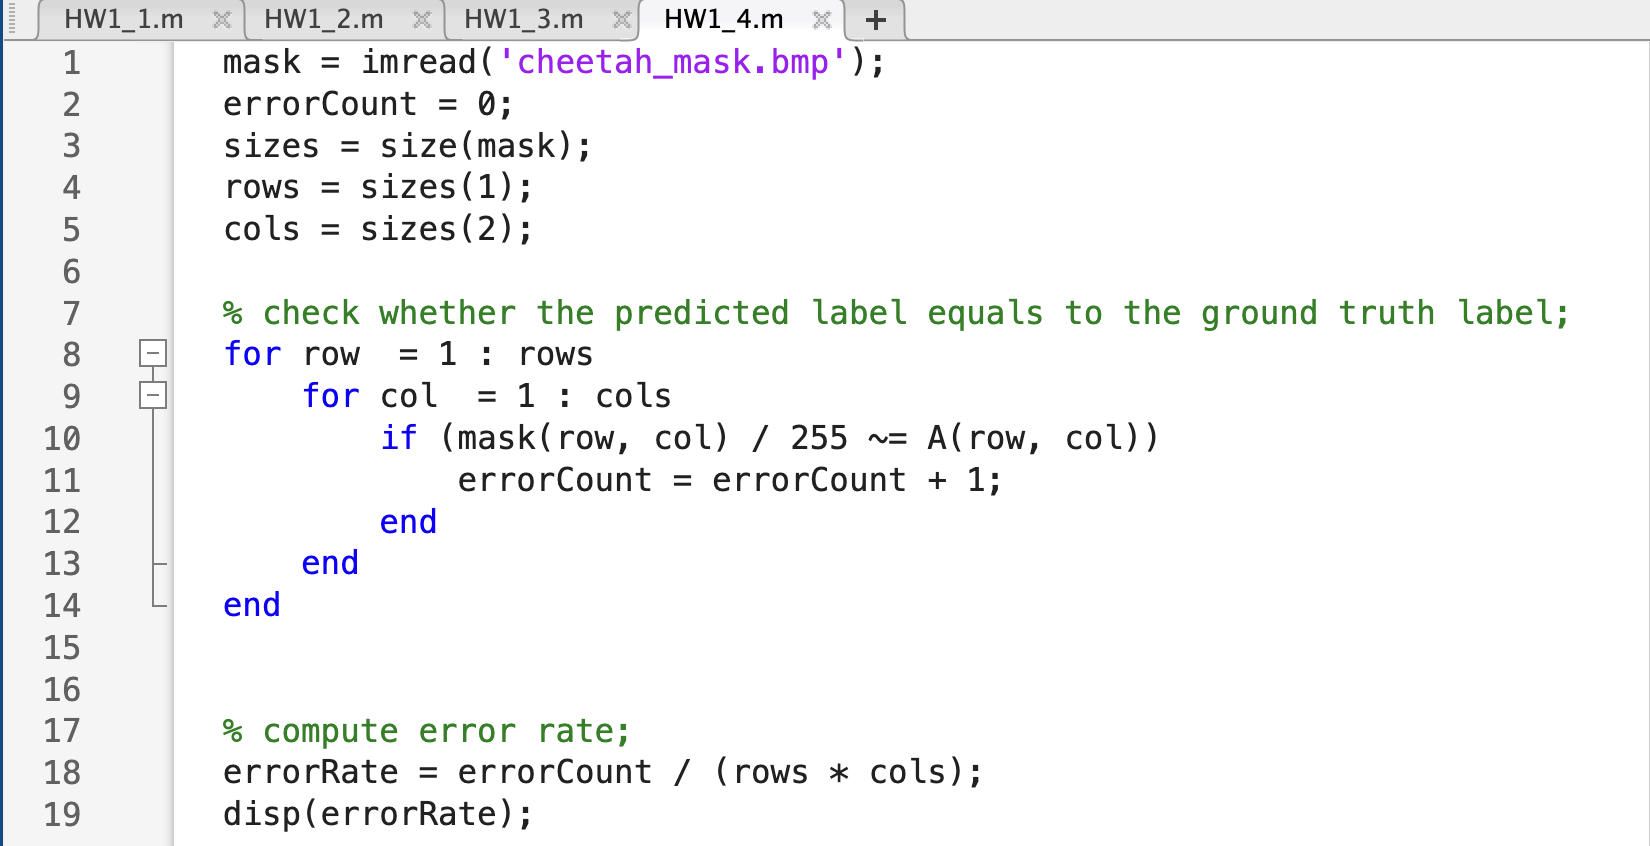 HW1_1.m HW1_2.m HW1_3.m HW1_4.m +
1 mask = imread('cheetah_mask.bmp');
2 errorCount = 0;
3 sizes = size(mask);
4 rows = sizes(1);
5 cols = sizes(2);
6
7 % check whether the predicted label equals to the ground truth label;
8 for row  = 1 : rows
9     for col  = 1 : cols
10         if (mask(row, col) / 255 ~= A(row, col))
11             errorCount = errorCount + 1;
12         end
13     end
14 end
15
16
17 % compute error rate;
18 errorRate = errorCount / (rows * cols);
19 disp(errorRate);